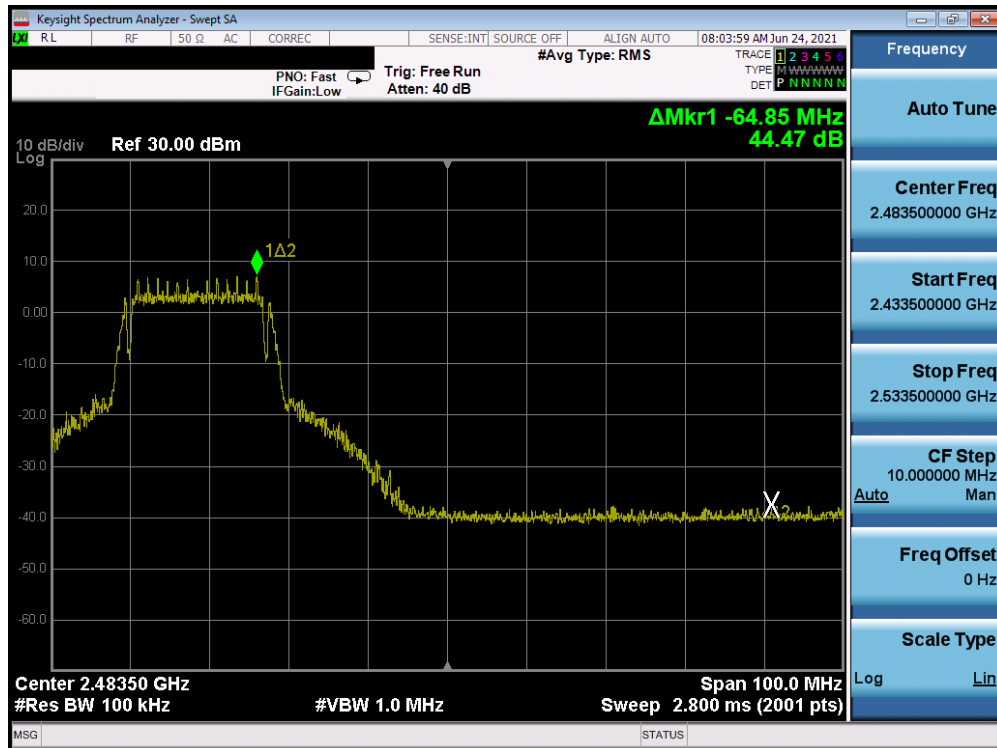 Keysight Spectrum Analyzer - Swept SA
LXI RL RF 50 Ω AC CORREC SENSE:INT SOURCE OFF ALIGN AUTO 08:03:59 AM Jun 24, 2021
#Avg Type: RMS
TRACE 1 2 3 4 5 6
TYPE M WWWWW
DET P N N N N N
PNO: Fast
IFGain:Low
Trig: Free Run
Atten: 40 dB
Frequency
ΔMkr1 -64.85 MHz
44.47 dB
10 dB/div
Log
Ref 30.00 dBm
20.0
10.0
0.00
-10.0
-20.0
-30.0
-40.0
-50.0
-60.0
1Δ2
X2
Center 2.48350 GHz
Span 100.0 MHz
#Res BW 100 kHz
#VBW 1.0 MHz
Sweep 2.800 ms (2001 pts)
MSG
STATUS
Auto Tune
Center Freq
2.483500000 GHz
Start Freq
2.433500000 GHz
Stop Freq
2.533500000 GHz
CF Step
10.000000 MHz
Auto Man
Freq Offset
0 Hz
Scale Type
Log Lin